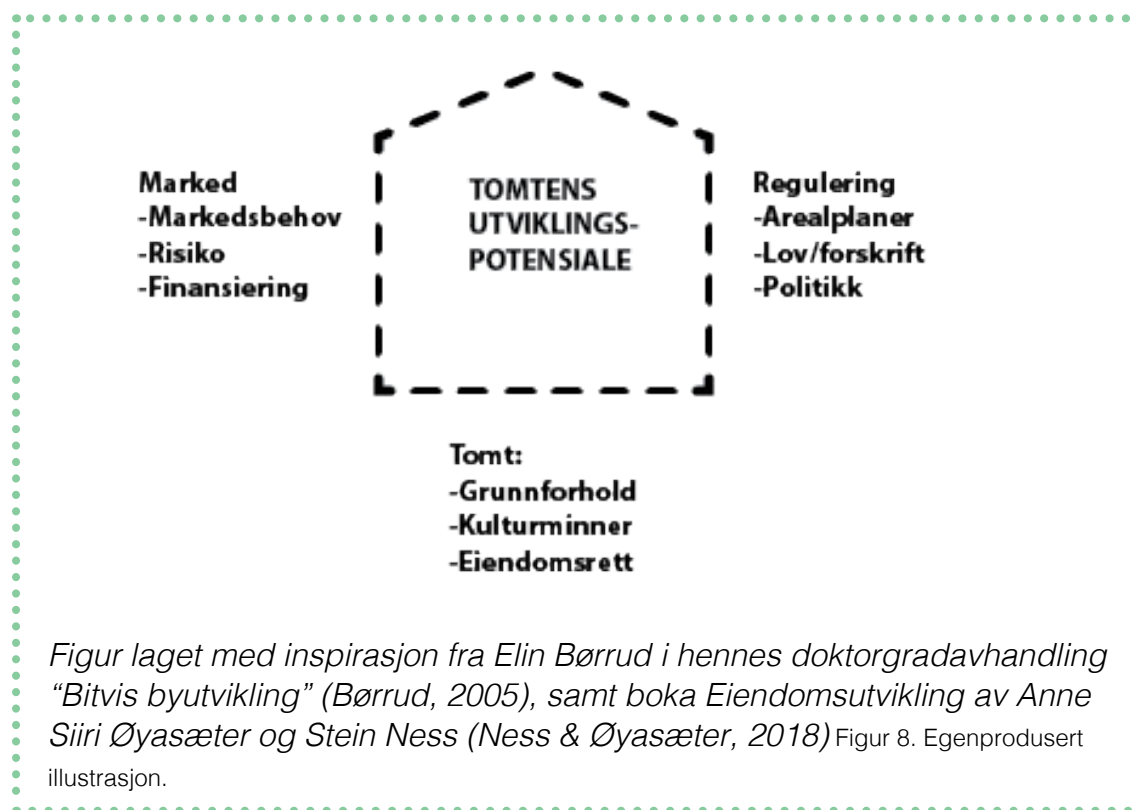 Marked
-Markedsbehov
-Risiko
-Finansiering
TOMTENS
UTVIKLINGS-
POTENSIALE
Regulering
-Arealplaner
-Lov/forskrift
-Politikk
Tomt:
-Grunnforhold
-Kulturminner
-Eiendomsrett
Figur laget med inspirasjon fra Elin Børrud i hennes doktorgradavhandling
“Bitvis byutvikling” (Børrud, 2005), samt boka Eiendomsutvikling av Anne
Siiri Øyasæter og Stein Ness (Ness & Øyasæter, 2018) Figur 8. Egenprodusert
illustrasjon.